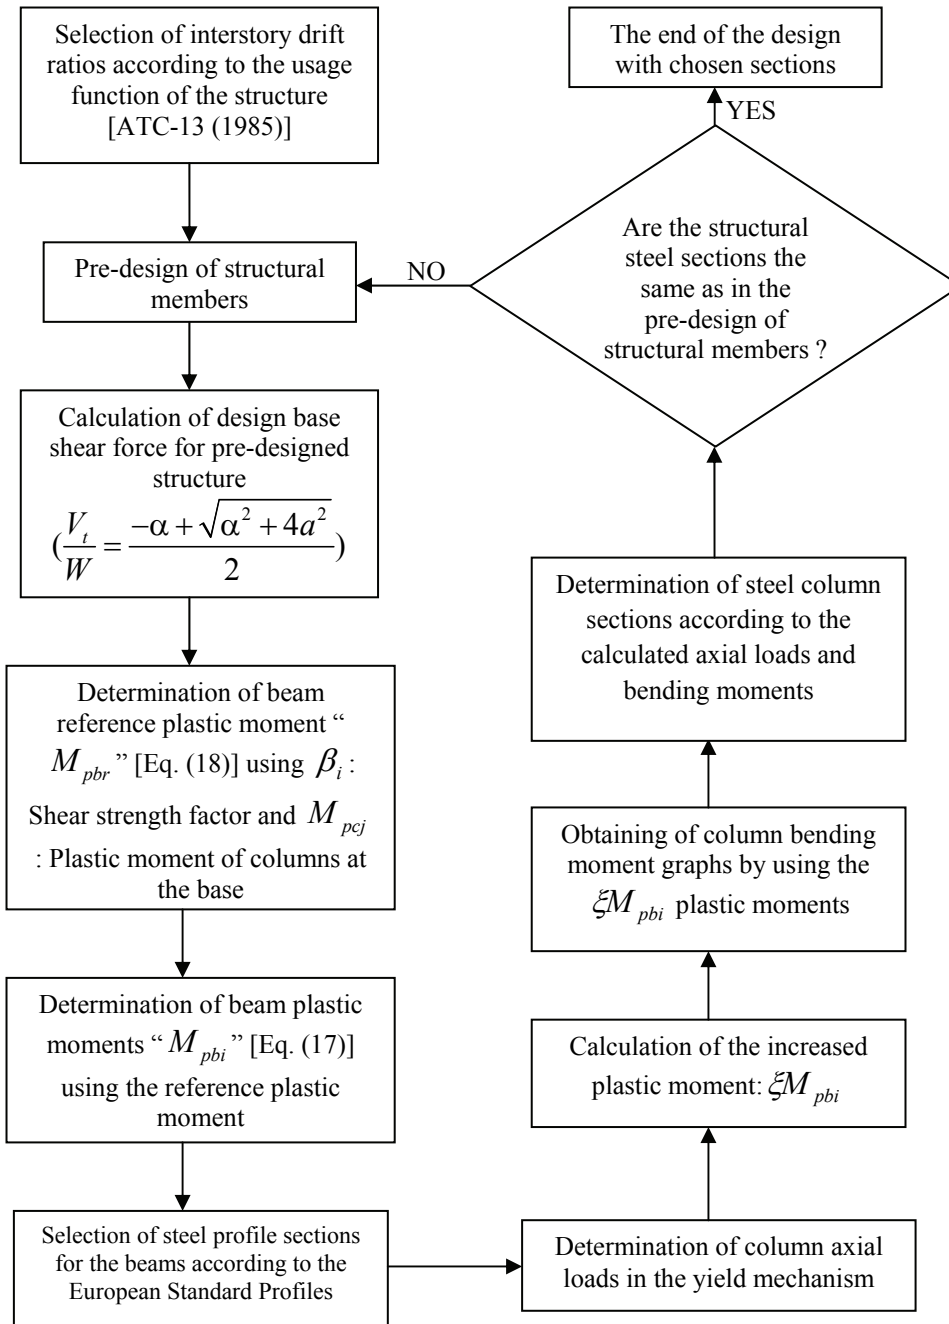 Selection of interstory drift
ratios according to the usage
function of the structure
[ATC-13 (1985)]
Pre-design of structural
members
Calculation of design base
shear force for pre-designed
structure
(V_t/W = (-α + √(α² + 4a²))/2)
Determination of beam
reference plastic moment “
M_pbr ” [Eq. (18)] using β_i :
Shear strength factor and M_pcj
: Plastic moment of columns at
the base
Determination of beam plastic
moments “ M_pbi ” [Eq. (17)]
using the reference plastic
moment
Selection of steel profile sections
for the beams according to the
European Standard Profiles
Determination of column axial
loads in the yield mechanism
Calculation of the increased
plastic moment: ξM_pbi
Obtaining of column bending
moment graphs by using the
ξM_pbi plastic moments
Determination of steel column
sections according to the
calculated axial loads and
bending moments
Are the structural
steel sections the
same as in the
pre-design of
structural members ?
NO
YES
The end of the design
with chosen sections